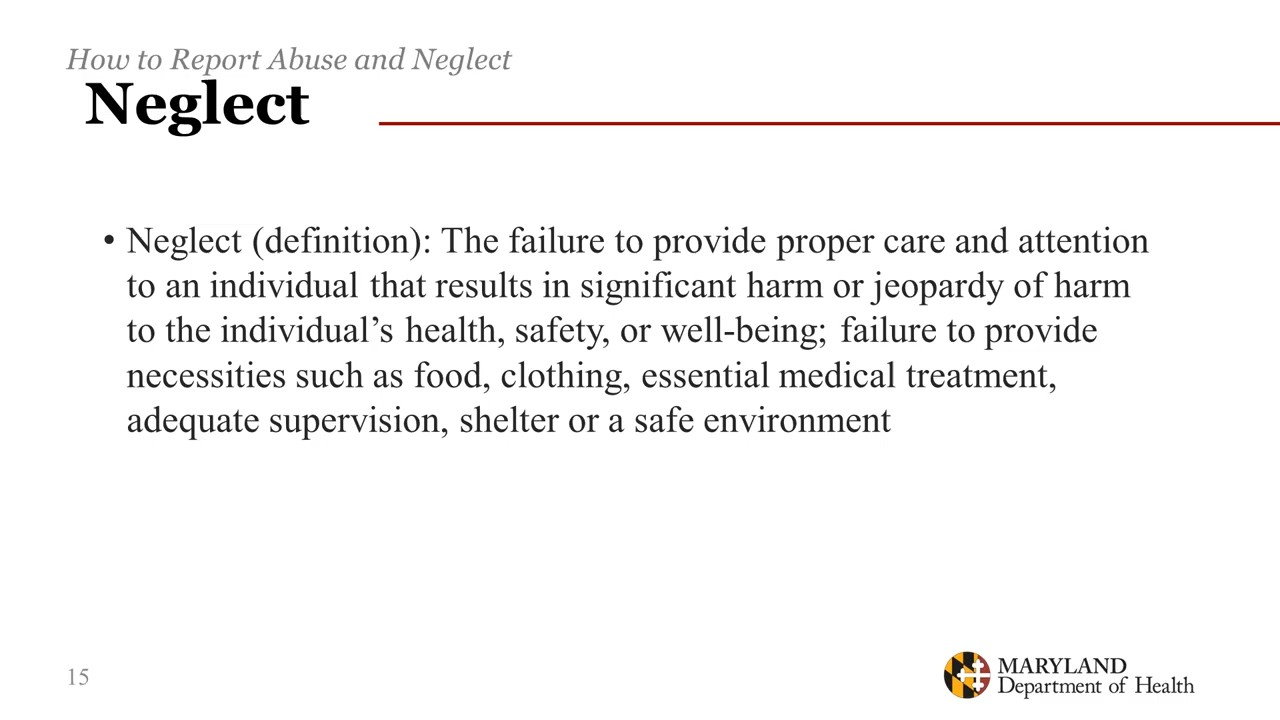 How to Report Abuse and Neglect
Neglect
• Neglect (definition): The failure to provide proper care and attention
to an individual that results in significant harm or jeopardy of harm
to the individual’s health, safety, or well-being; failure to provide
necessities such as food, clothing, essential medical treatment,
adequate supervision, shelter or a safe environment
15
MARYLAND
Department of Health